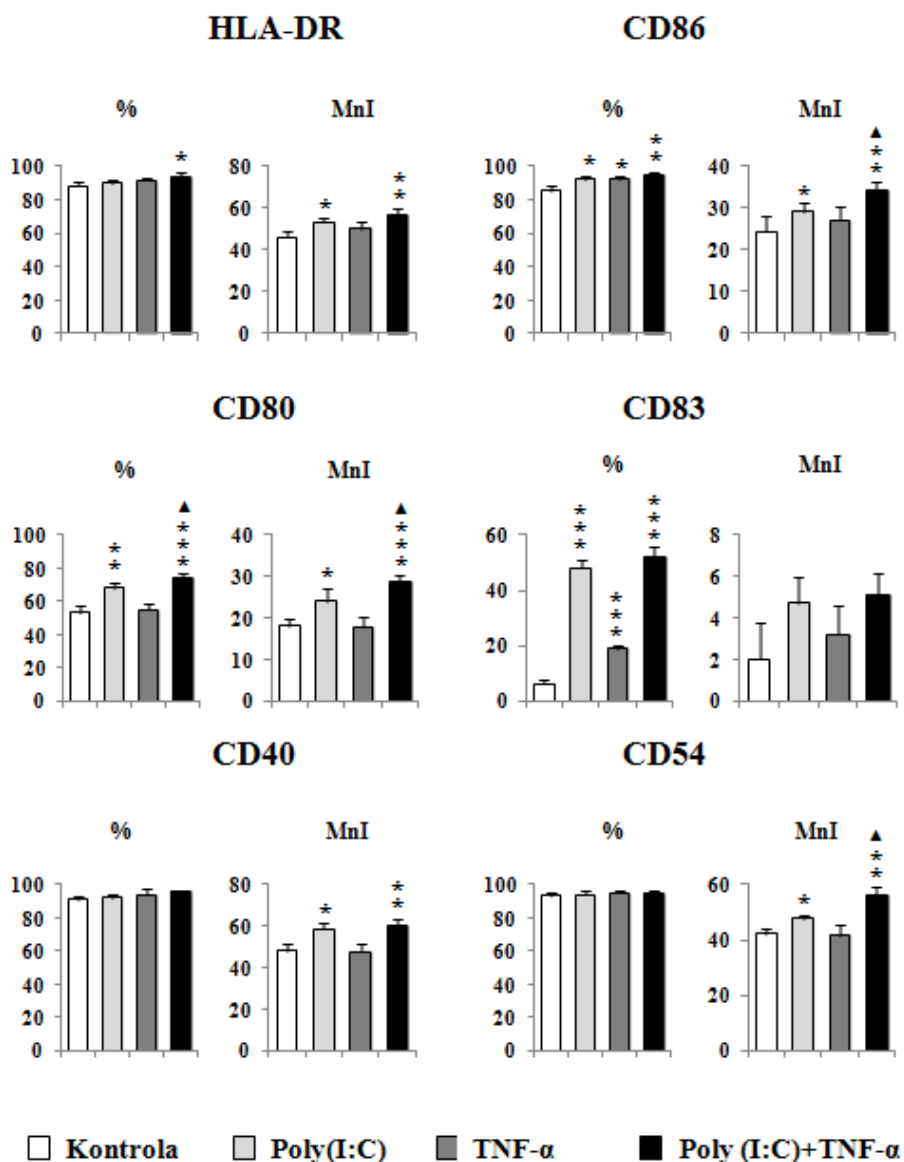 HLA-DR CD86
% MnI % MnI
* * ** * * ** * ▲**
100 80 60 40 20 0
80 60 40 20 0
100 80 60 40 20 0
40 30 20 10 0
CD80 CD83
% MnI % MnI
** ▲*** * ▲*** *** *** ***
100 80 60 40 20 0
40 30 20 10 0
60 40 20 0
8 6 4 2 0
CD40 CD54
% MnI % MnI
* ** * ▲**
100 80 60 40 20 0
80 60 40 20 0
100 80 60 40 20 0
60 40 20 0
Kontrola Poly(I:C) TNF-α Poly (I:C)+TNF-α